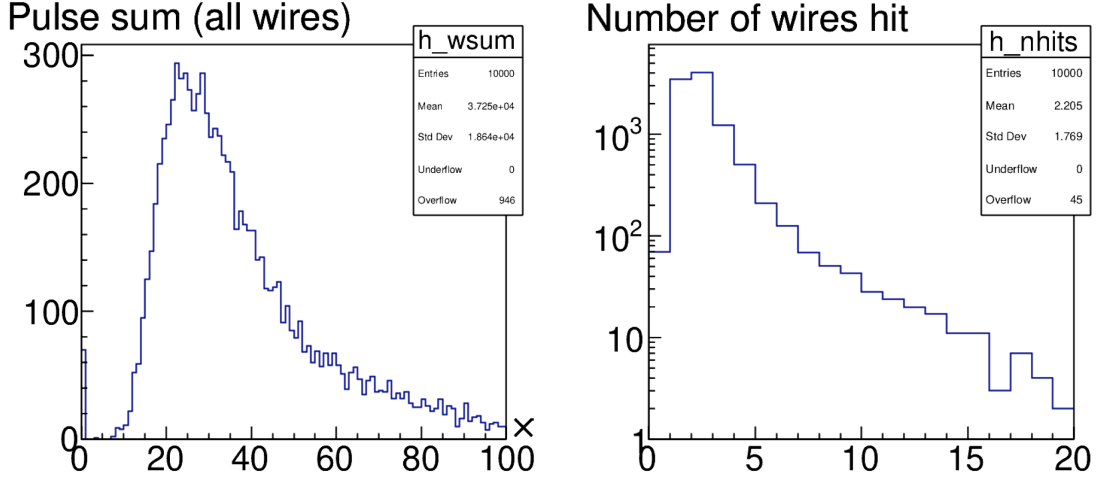 Pulse sum (all wires)
h_wsum
Entries 10000
Mean 3.725e+04
Std Dev 1.864e+04
Underflow 0
Overflow 946
300
200
100
0
0 20 40 60 80 100
×
Number of wires hit
h_nhits
Entries 10000
Mean 2.205
Std Dev 1.769
Underflow 0
Overflow 45
10³
10²
10
1
0 5 10 15 20